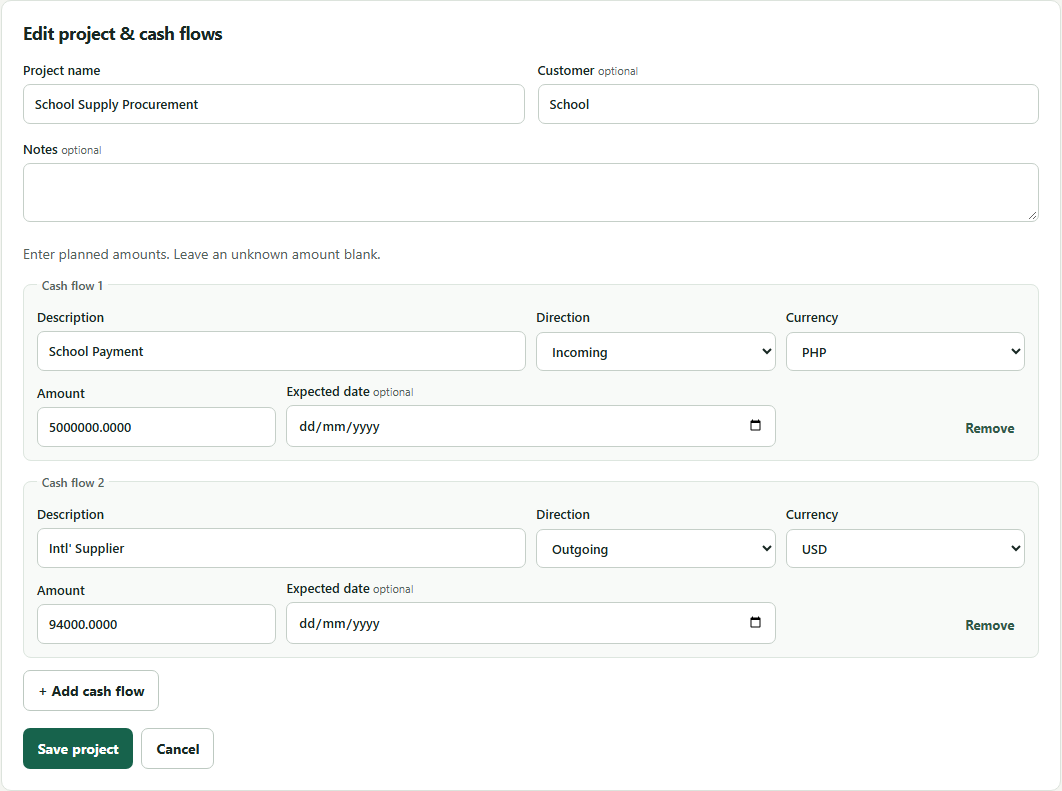 Edit project & cash flows
Project name
Customer optional
School Supply Procurement
School
Notes optional
Enter planned amounts. Leave an unknown amount blank.
Cash flow 1
Description
Direction
Currency
School Payment
Incoming
PHP
Amount
Expected date optional
5000000.0000
dd/mm/yyyy
Remove
Cash flow 2
Description
Direction
Currency
Intl' Supplier
Outgoing
USD
Amount
Expected date optional
94000.0000
dd/mm/yyyy
Remove
+ Add cash flow
Save project
Cancel